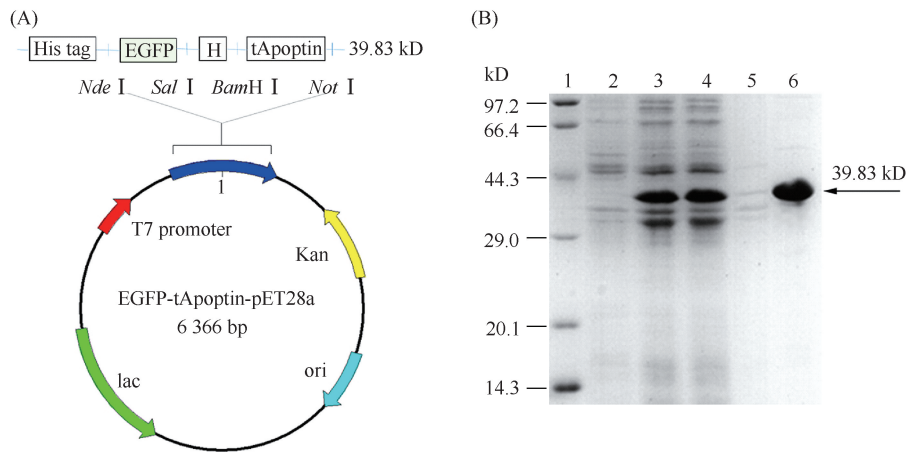 (A)
His tag EGFP H tApoptin 39.83 kD
Nde Ⅰ Sal Ⅰ BamH Ⅰ Not Ⅰ
1
T7 promoter
Kan
EGFP-tApoptin-pET28a
6 366 bp
ori
lac
(B)
kD 1 2 3 4 5 6
97.2
66.4
44.3
39.83 kD
29.0
20.1
14.3